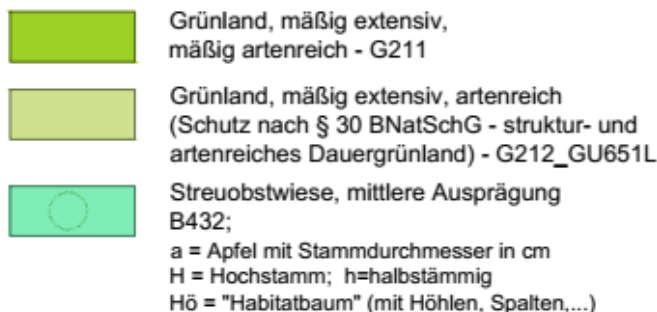 Grünland, mäßig extensiv,
mäßig artenreich - G211
Grünland, mäßig extensiv, artenreich
(Schutz nach § 30 BNatSchG - struktur- und
artenreiches Dauergrünland) - G212_GU651L
Streuobstwiese, mittlere Ausprägung
B432;
a = Apfel mit Stammdurchmesser in cm
H = Hochstamm; h=halbstämmig
Hö = "Habitatbaum" (mit Höhlen, Spalten,...)